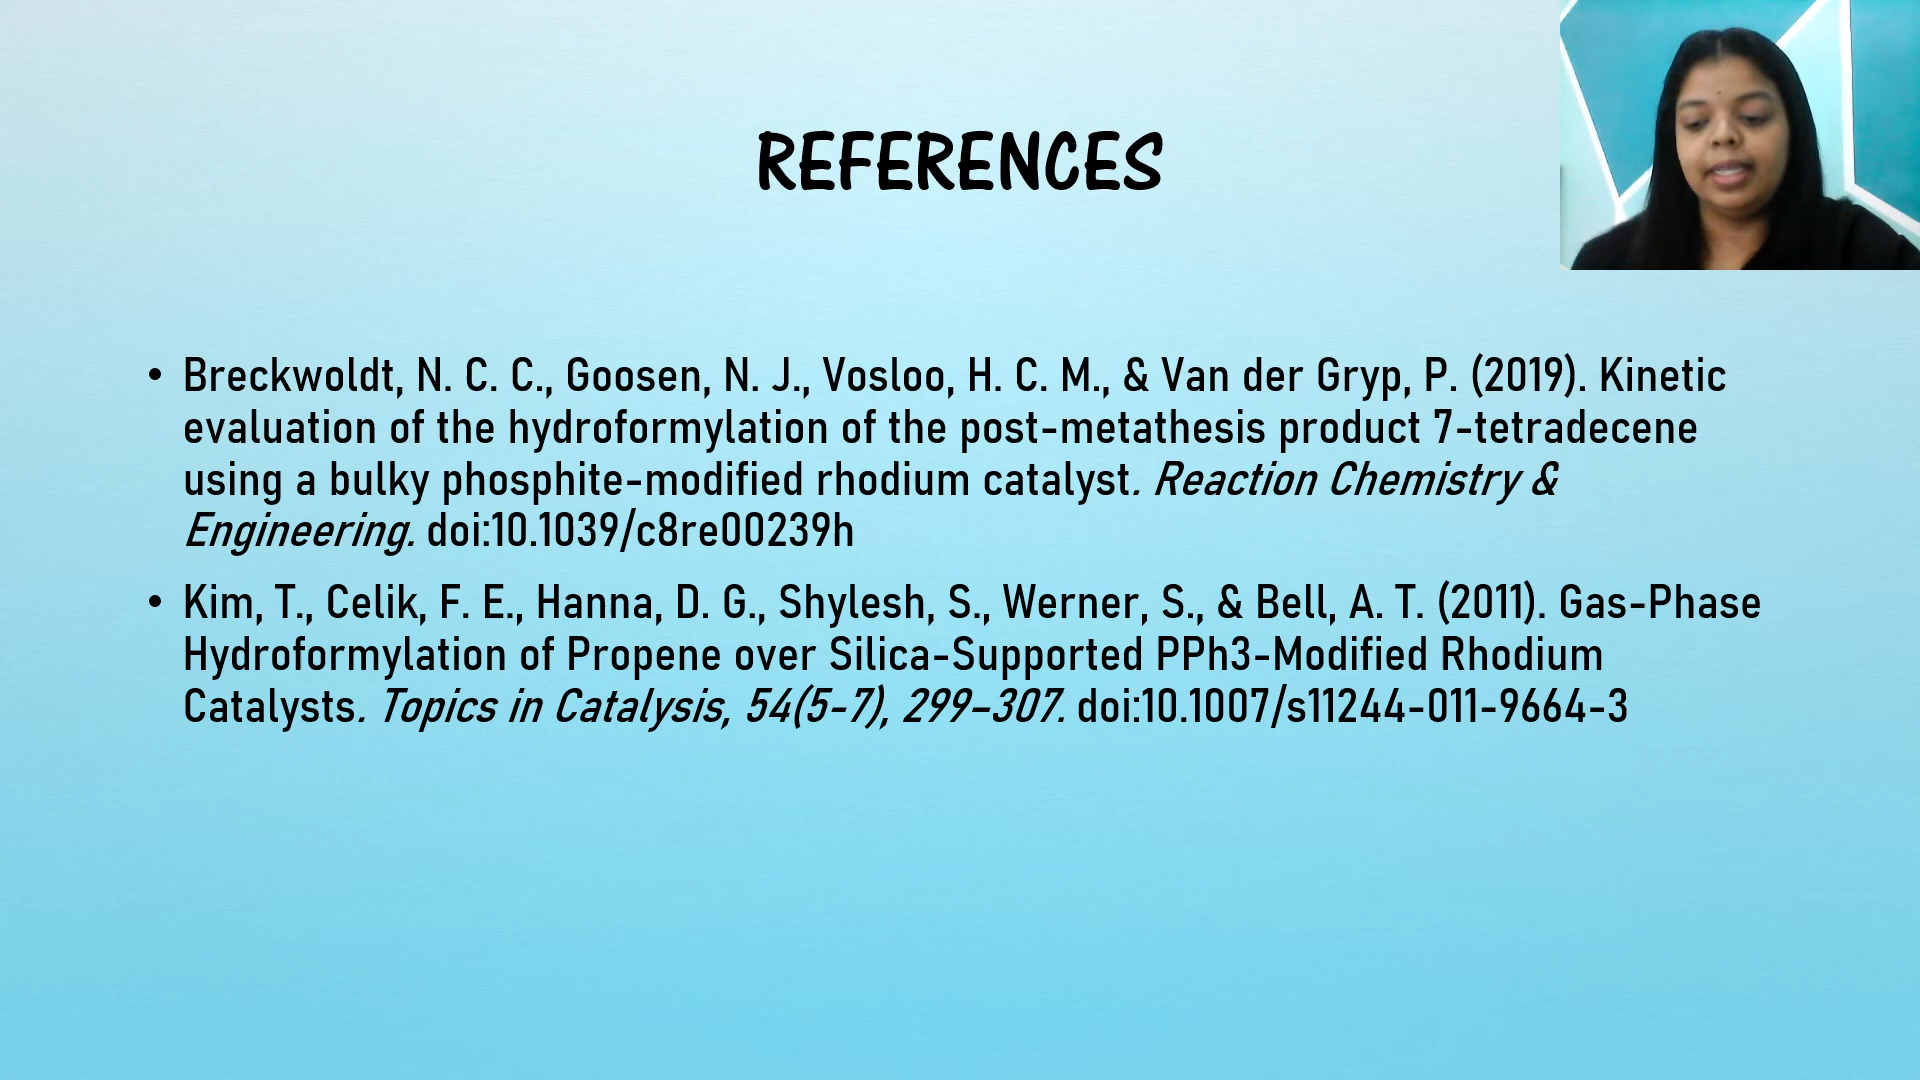 REFERENCES
• Breckwoldt, N. C. C., Goosen, N. J., Vosloo, H. C. M., & Van der Gryp, P. (2019). Kinetic
evaluation of the hydroformylation of the post-metathesis product 7-tetradecene
using a bulky phosphite-modified rhodium catalyst. Reaction Chemistry &
Engineering. doi:10.1039/c8re00239h
• Kim, T., Celik, F. E., Hanna, D. G., Shylesh, S., Werner, S., & Bell, A. T. (2011). Gas-Phase
Hydroformylation of Propene over Silica-Supported PPh3-Modified Rhodium
Catalysts. Topics in Catalysis, 54(5-7), 299–307. doi:10.1007/s11244-011-9664-3